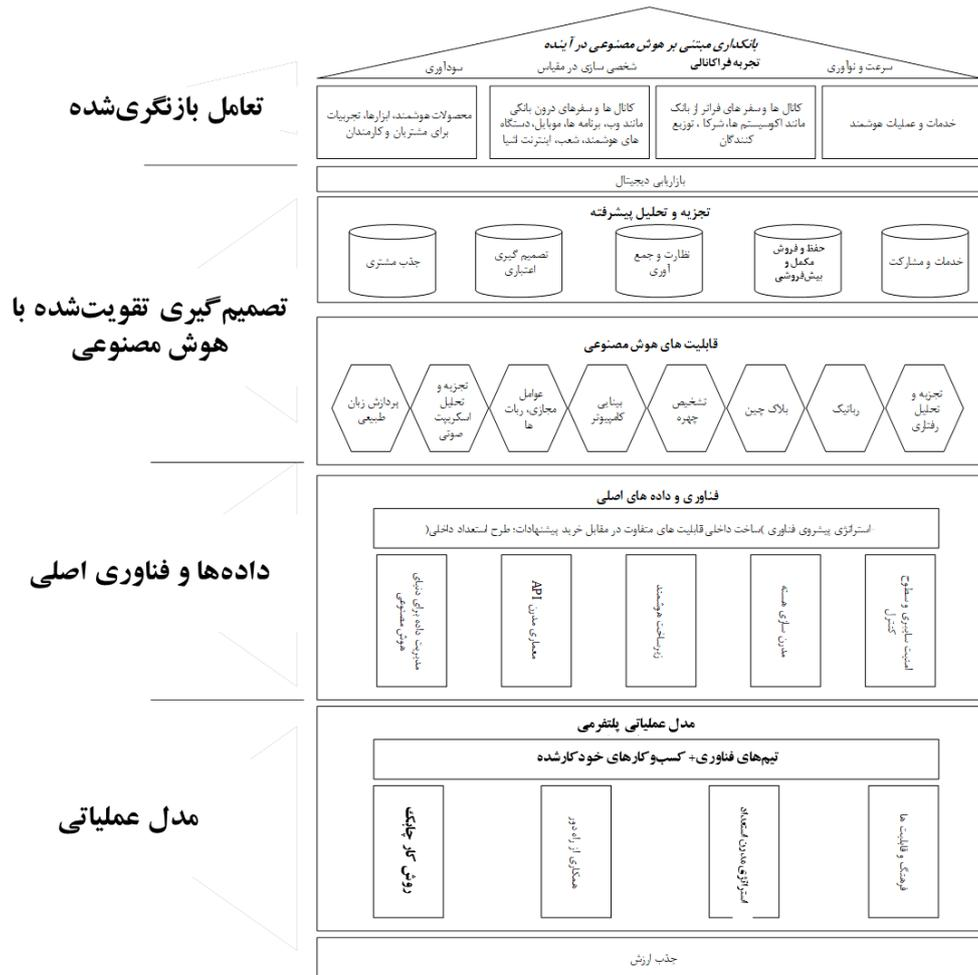 بانکداری مبتنی بر هوش مصنوعی در آینده
سرعت و نوآوری
تجربه فراکانالی
شخصی سازی در مقیاس
سودآوری
تعامل بازنگری‌شده
خدمات و عملیات هوشمند
کانال ها و سفر های فراتر از بانک
مانند اکوسیستم ها، شرکا ، توزیع
کنندگان
کانال ها و سفرهای درون بانکی
مانند وب، برنامه ها، موبایل، دستگاه
های هوشمند، شعب، اینترنت اشیا
محصولات هوشمند، ابزارها، تجربیات
برای مشتریان و کارمندان
بازاریابی دیجیتال
تصمیم‌گیری تقویت‌شده با
هوش مصنوعی
تجزیه و تحلیل پیشرفته
خدمات و مشارکت
حفظ و فروش
مکمل و
بیش‌فروشی
نظارت و جمع
آوری
تصمیم گیری
اعتباری
جذب مشتری
قابلیت های هوش مصنوعی
تجزیه و
تحلیل
رفتاری
رباتیک
بلاک چین
تشخیص
چهره
بینایی
کامپیوتر
عوامل
مجازی، ربات
ها
تجزیه و
تحلیل
اسکریپت
صوتی
پردازش زبان
طبیعی
داده‌ها و فناوری اصلی
فناوری و داده های اصلی
-استراتژی پیشروی فناوری )ساخت داخلی قابلیت های متفاوت در مقابل خرید پیشنهادات؛ طرح استعداد داخلی(
امنیت سایبری و سطوح
کنترل
مدرن سازی هسته
زیرساخت هوشمند
معماری مدرن API
مدیریت داده برای دنیای
هوش مصنوعی
مدل عملیاتی
مدل عملیاتی پلتفرمی
تیم‌های فناوری+ کسب‌وکارهای خودکارشده
فرهنگ و قابلیت ها
استراتژی مدرن استعداد
همکاری از راه دور
روش کار چابک
جذب ارزش